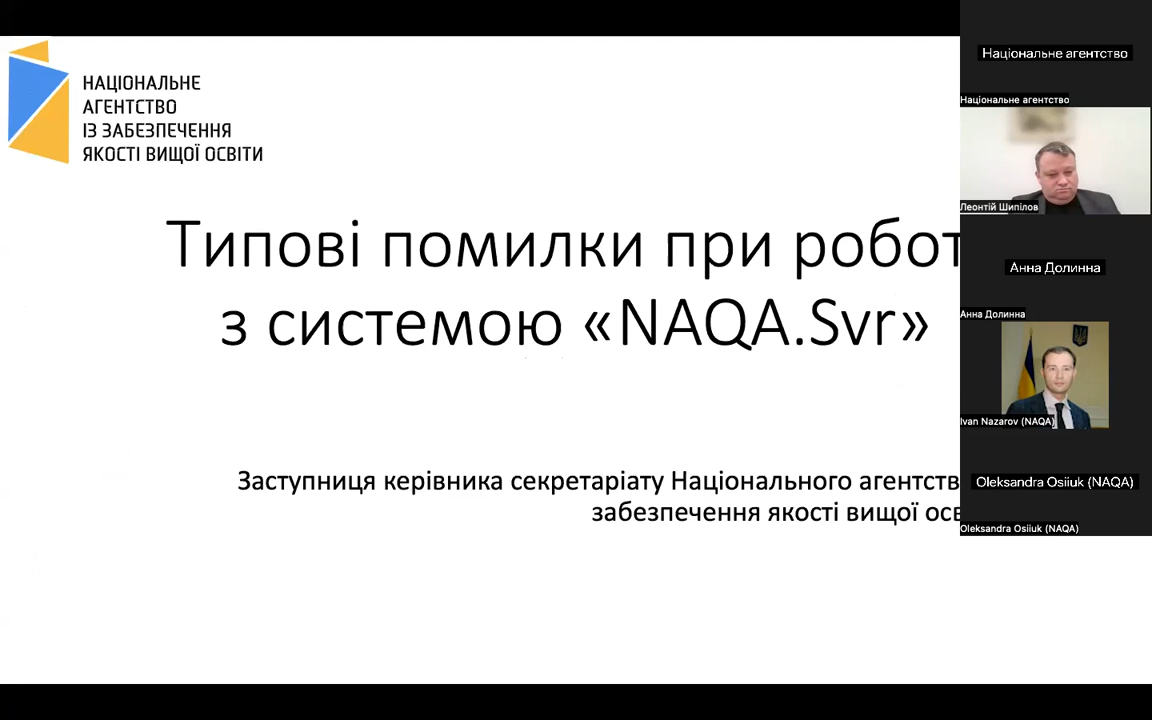 НАЦІОНАЛЬНЕ
АГЕНТСТВО
ІЗ ЗАБЕЗПЕЧЕННЯ
ЯКОСТІ ВИЩОЇ ОСВІТИ
Типові помилки при робот
з системою «NAQA.Svr»
Заступниця керівника секретаріату Національного агентств
забезпечення якості вищої осв
Національне агентство
Національне агентство
Леонтій Шипілов
Анна Долинна
Анна Долинна
Ivan Nazarov (NAQA)
Oleksandra Osiiuk (NAQA)
Oleksandra Osiiuk (NAQA)